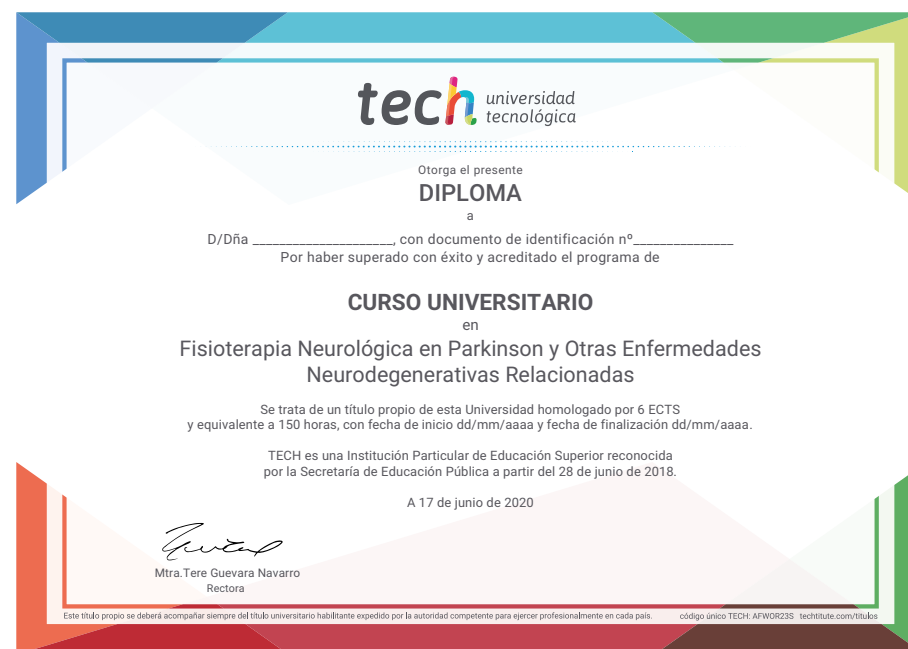 tech universidad
tecnológica
Otorga el presente
DIPLOMA
a
D/Dña _____________________, con documento de identificación nº_______________
Por haber superado con éxito y acreditado el programa de
CURSO UNIVERSITARIO
en
Fisioterapia Neurológica en Parkinson y Otras Enfermedades
Neurodegenerativas Relacionadas
Se trata de un título propio de esta Universidad homologado por 6 ECTS
y equivalente a 150 horas, con fecha de inicio dd/mm/aaaa y fecha de finalización dd/mm/aaaa.
TECH es una Institución Particular de Educación Superior reconocida
por la Secretaría de Educación Pública a partir del 28 de junio de 2018.
A 17 de junio de 2020
Mtra.Tere Guevara Navarro
Rectora
Este título propio se deberá acompañar siempre del título universitario habilitante expedido por la autoridad competente para ejercer profesionalmente en cada país. código único TECH: AFWOR23S techtitute.com/titulos